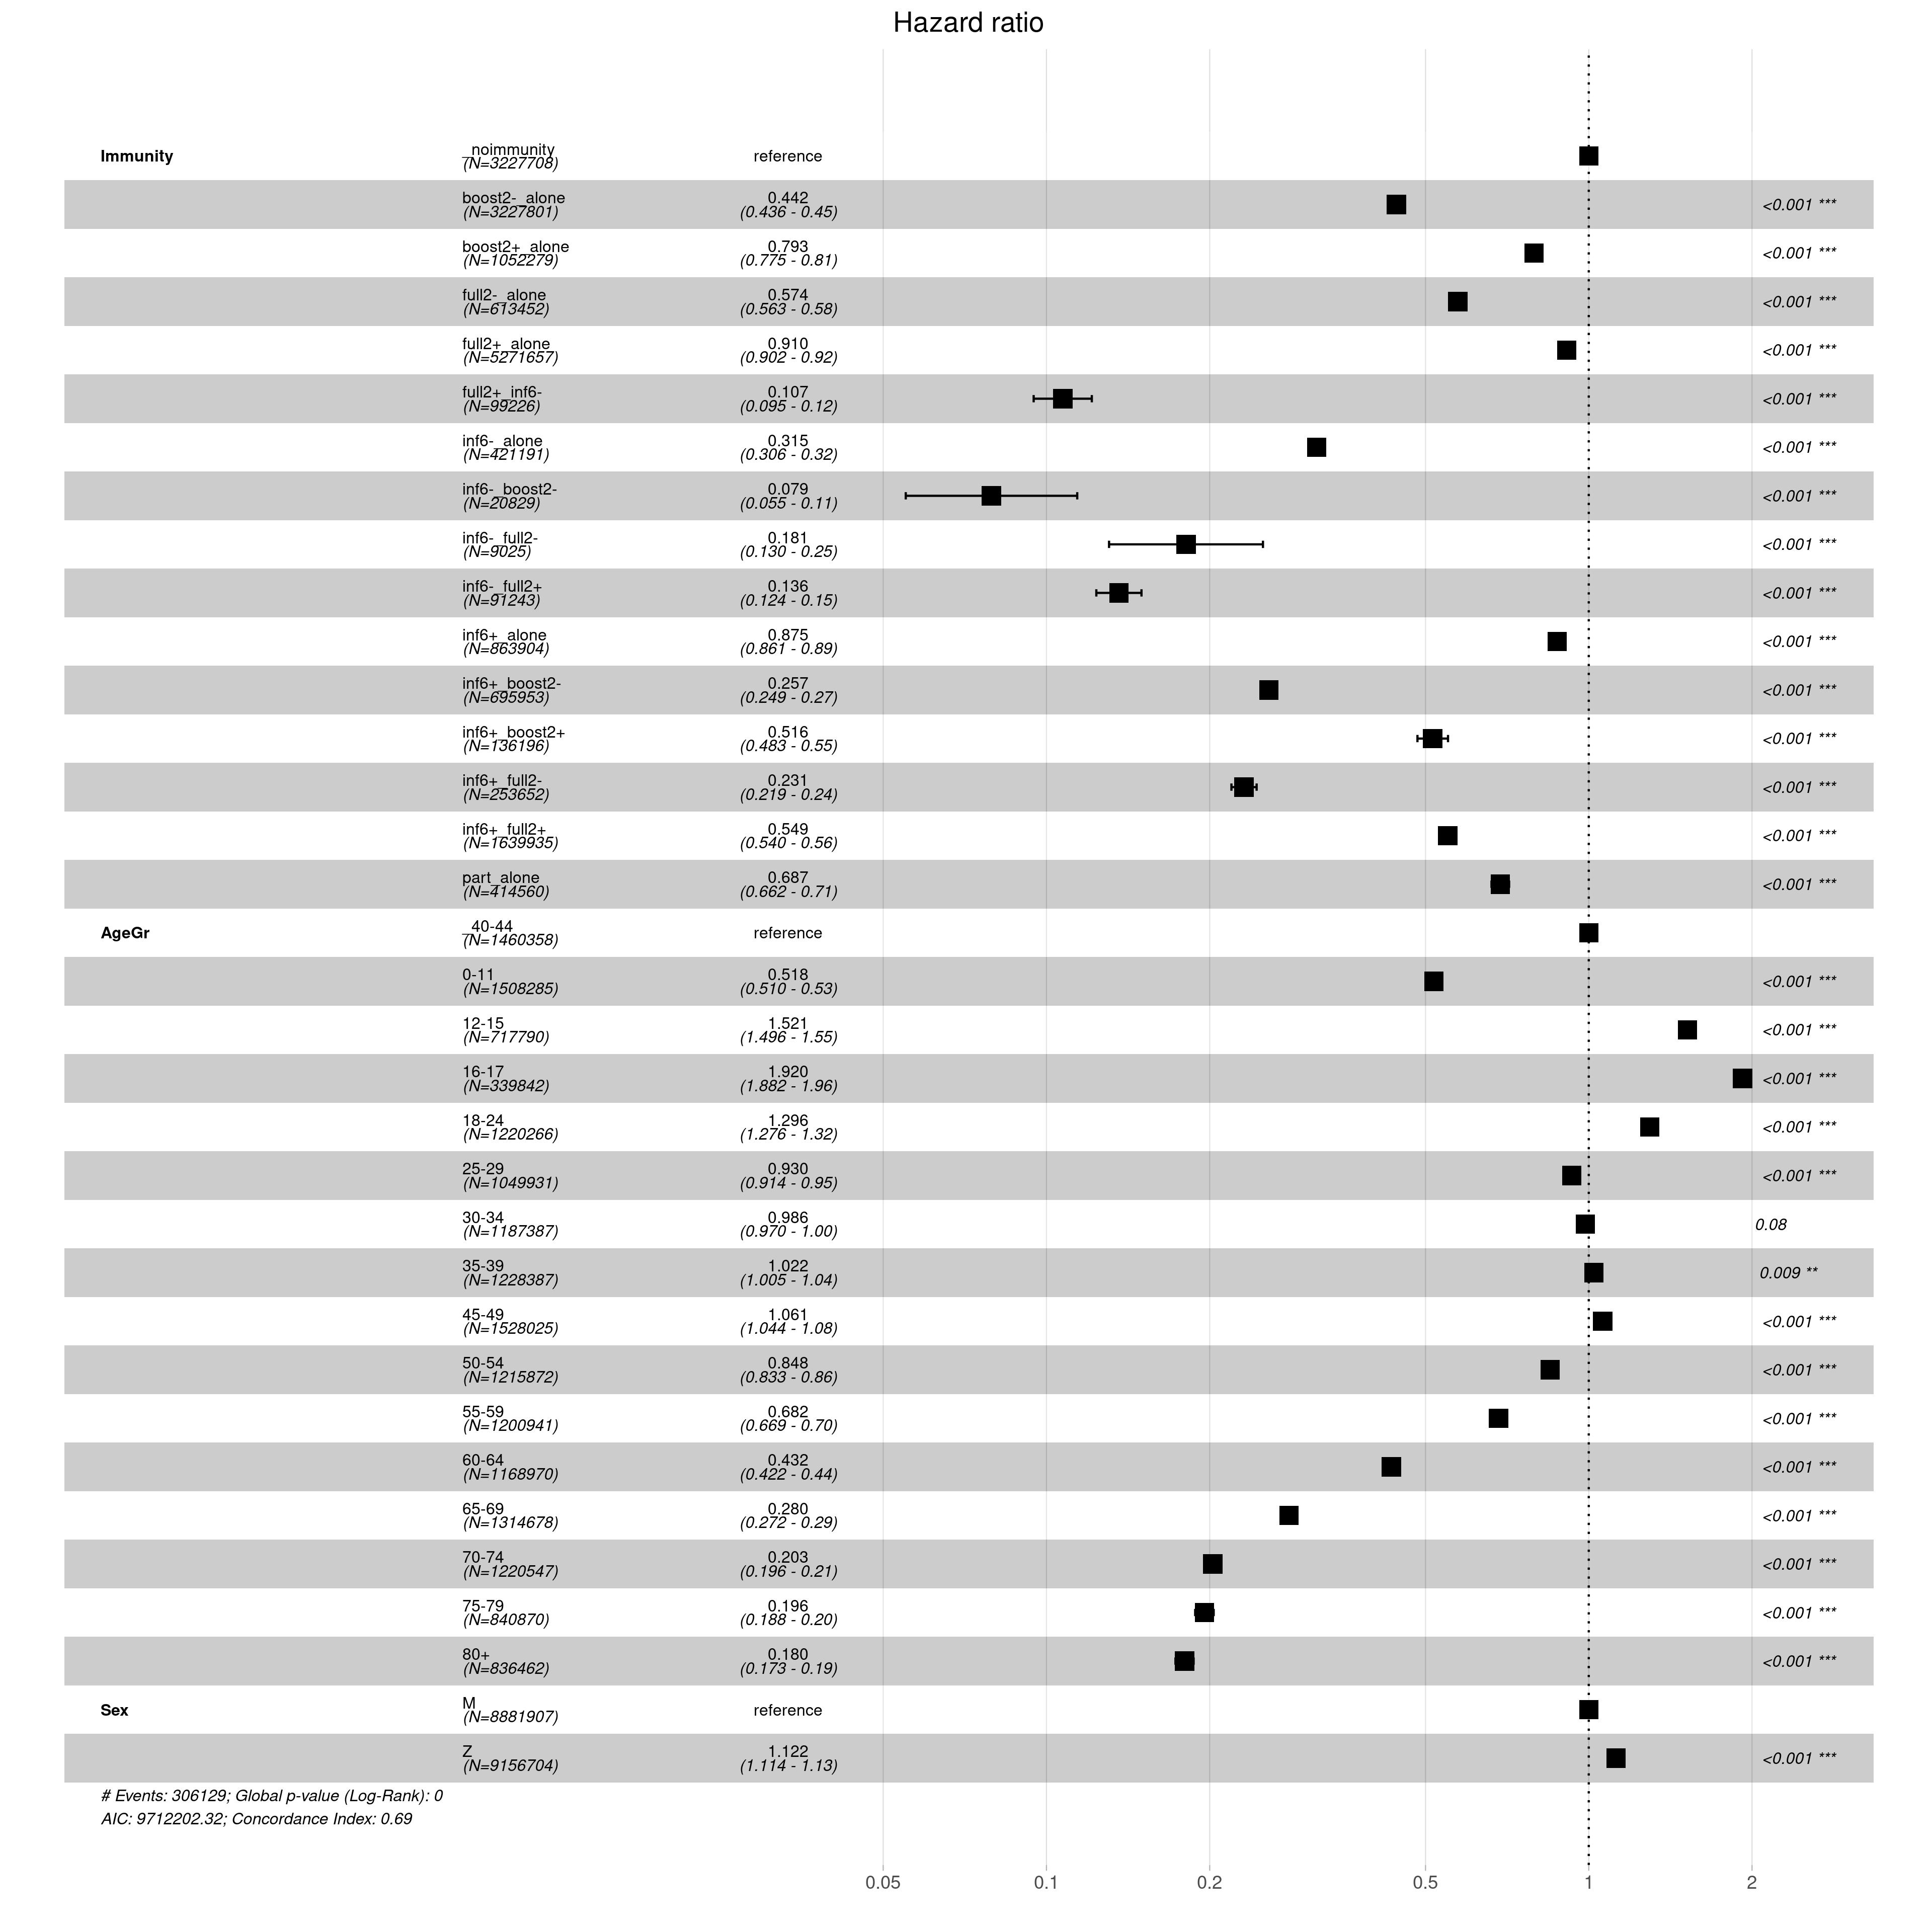 Hazard ratio
Immunity _noimmunity reference
(N=3227708)
boost2-_alone 0.442 <0.001 ***
(N=3227801) (0.436 - 0.45)
boost2+_alone 0.793 <0.001 ***
(N=1052279) (0.775 - 0.81)
full2-_alone 0.574 <0.001 ***
(N=613452) (0.563 - 0.58)
full2+_alone 0.910 <0.001 ***
(N=5271657) (0.902 - 0.92)
full2+_inf6- 0.107 <0.001 ***
(N=99226) (0.095 - 0.12)
inf6-_alone 0.315 <0.001 ***
(N=421191) (0.306 - 0.32)
inf6-_boost2- 0.079 <0.001 ***
(N=20829) (0.055 - 0.11)
inf6-_full2- 0.181 <0.001 ***
(N=9025) (0.130 - 0.25)
inf6-_full2+ 0.136 <0.001 ***
(N=91243) (0.124 - 0.15)
inf6+_alone 0.875 <0.001 ***
(N=863904) (0.861 - 0.89)
inf6+_boost2- 0.257 <0.001 ***
(N=695953) (0.249 - 0.27)
inf6+_boost2+ 0.516 <0.001 ***
(N=136196) (0.483 - 0.55)
inf6+_full2- 0.231 <0.001 ***
(N=253652) (0.219 - 0.24)
inf6+_full2+ 0.549 <0.001 ***
(N=1639935) (0.540 - 0.56)
part_alone 0.687 <0.001 ***
(N=414560) (0.662 - 0.71)
AgeGr _40-44 reference
(N=1460358)
0-11 0.518 <0.001 ***
(N=1508285) (0.510 - 0.53)
12-15 1.521 <0.001 ***
(N=717790) (1.496 - 1.55)
16-17 1.920 <0.001 ***
(N=339842) (1.882 - 1.96)
18-24 1.296 <0.001 ***
(N=1220266) (1.276 - 1.32)
25-29 0.930 <0.001 ***
(N=1049931) (0.914 - 0.95)
30-34 0.986 0.08
(N=1187387) (0.970 - 1.00)
35-39 1.022 0.009 **
(N=1228387) (1.005 - 1.04)
45-49 1.061 <0.001 ***
(N=1528025) (1.044 - 1.08)
50-54 0.848 <0.001 ***
(N=1215872) (0.833 - 0.86)
55-59 0.682 <0.001 ***
(N=1200941) (0.669 - 0.70)
60-64 0.432 <0.001 ***
(N=1168970) (0.422 - 0.44)
65-69 0.280 <0.001 ***
(N=1314678) (0.272 - 0.29)
70-74 0.203 <0.001 ***
(N=1220547) (0.196 - 0.21)
75-79 0.196 <0.001 ***
(N=840870) (0.188 - 0.20)
80+ 0.180 <0.001 ***
(N=836462) (0.173 - 0.19)
Sex M reference
(N=8881907)
Z 1.122 <0.001 ***
(N=9156704) (1.114 - 1.13)
# Events: 306129; Global p-value (Log-Rank): 0
AIC: 9712202.32; Concordance Index: 0.69
0.05 0.1 0.2 0.5 1 2